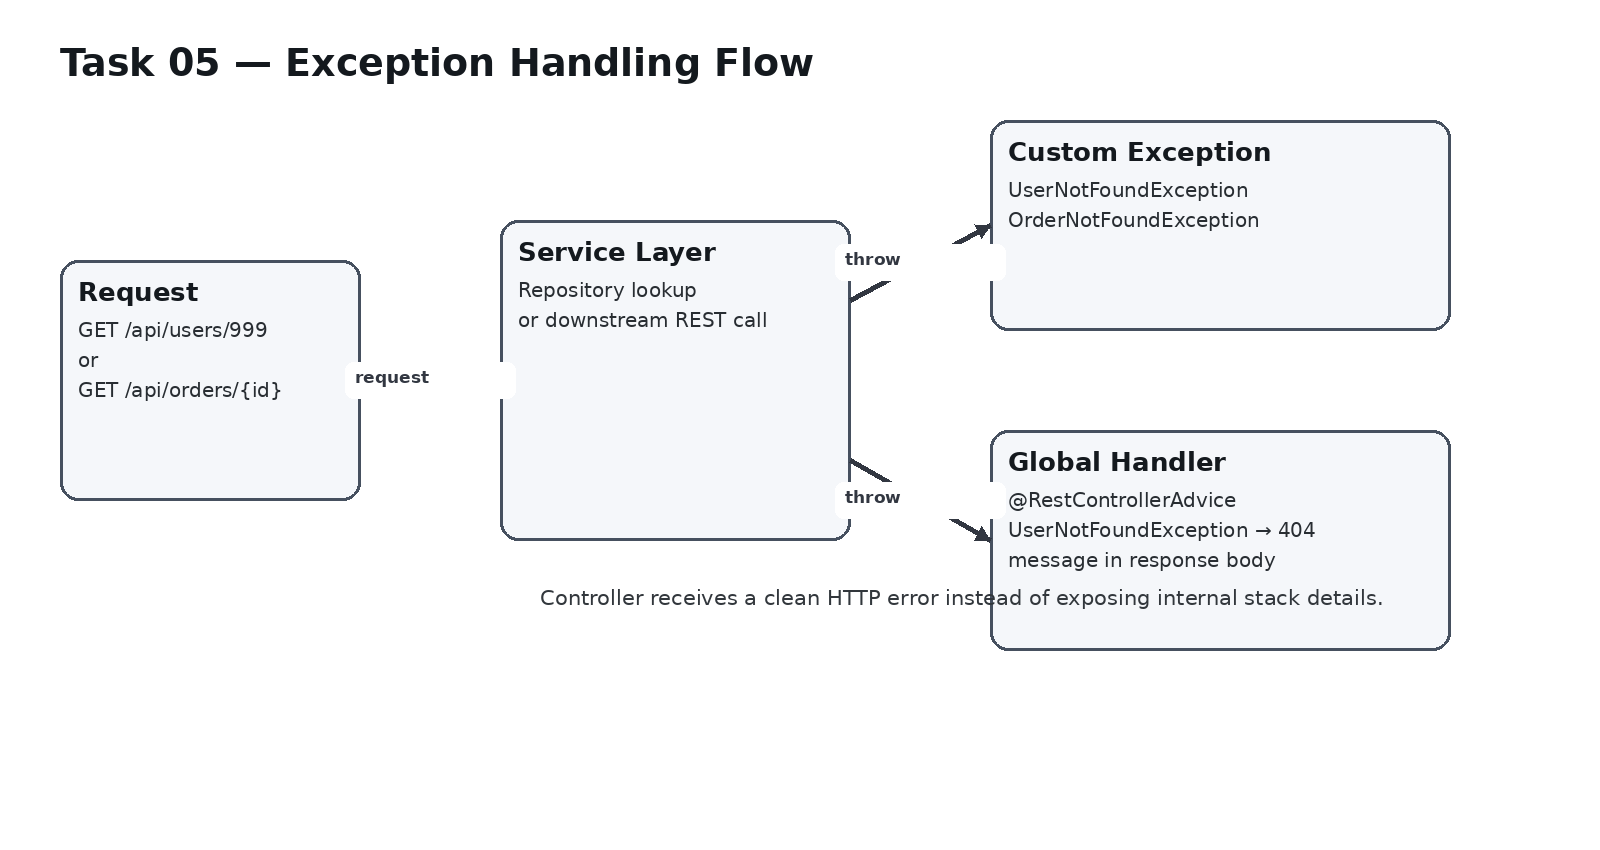 Task 05 — Exception Handling Flow
Request
GET /api/users/999
or
GET /api/orders/{id}
request
Service Layer
Repository lookup
or downstream REST call
throw
Custom Exception
UserNotFoundException
OrderNotFoundException
throw
Global Handler
@RestControllerAdvice
UserNotFoundException → 404
message in response body
Controller receives a clean HTTP error instead of exposing internal stack details.